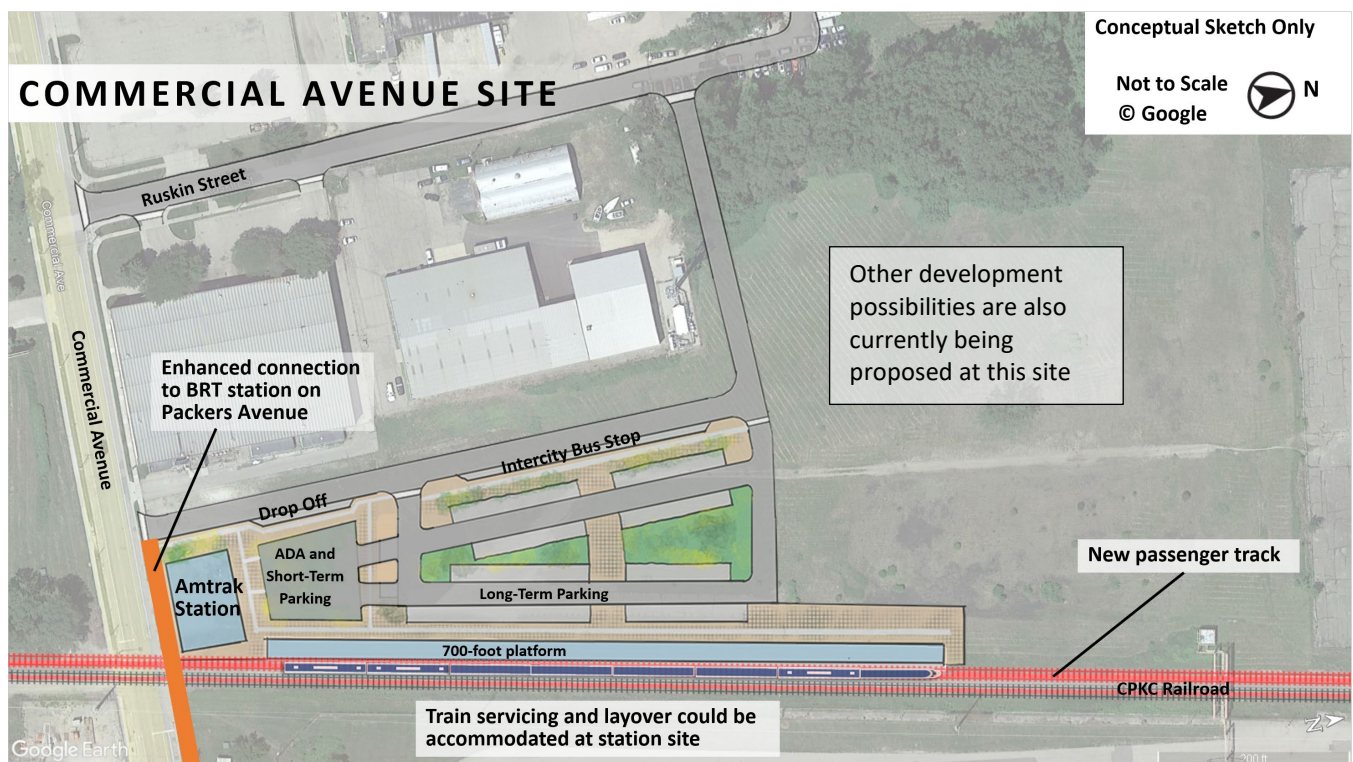 Conceptual Sketch Only
Not to Scale
© Google
N
COMMERCIAL AVENUE SITE
Ruskin Street
Commercial Ave
Commercial Avenue
Other development
possibilities are also
currently being
proposed at this site
Enhanced connection
to BRT station on
Packers Avenue
Intercity Bus Stop
Drop Off
ADA and
Short-Term
Parking
Amtrak
Station
Long-Term Parking
New passenger track
700-foot platform
CPKC Railroad
Train servicing and layover could be
accommodated at station site
Google Earth
N
200 ft